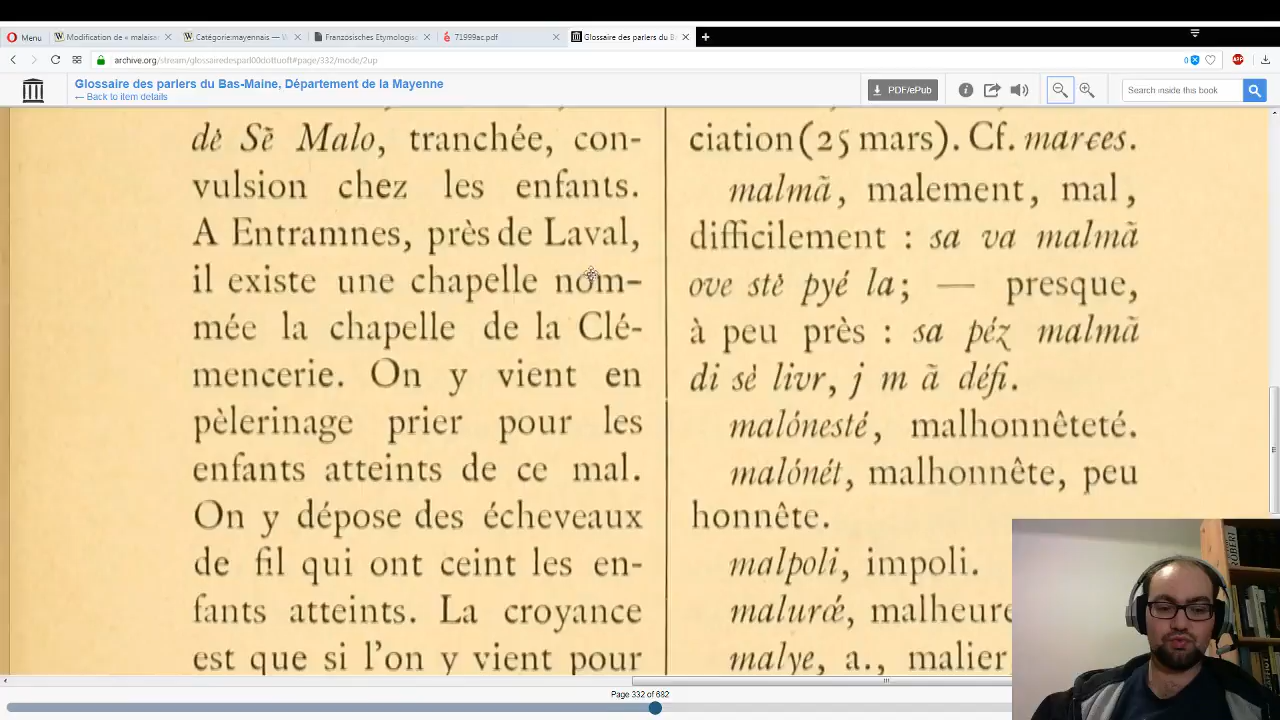 Menu
Modification de « malais
Catégorie:mayennais — W
Französisches Etymologis
71999ac.pdf
Glossaire des parlers du Ba
archive.org/stream/glossairedesparl00dottuoft#page/332/mode/2up
0
ABP
Glossaire des parlers du Bas-Maine, Département de la Mayenne
← Back to item details
PDF/ePub
Search inside this book
dė Sẽ Malo, tranchée, con-
vulsion chez les enfants.
A Entramnes, près de Laval,
il existe une chapelle nom-
mée la chapelle de la Clé-
mencerie. On y vient en
pèlerinage prier pour les
enfants atteints de ce mal.
On y dépose des écheveaux
de fil qui ont ceint les en-
fants atteints. La croyance
est que si l'on y vient pour
ciation (25 mars). Cf. marces.
malmã, malement, mal,
difficilement : sa va malmã
ove stė pyé la; — presque,
à peu près : sa péz malmã
di sė livr, j m ã défi.
malónesté, malhonnêteté.
malónét, malhonnête, peu
honnête.
malpoli, impoli.
malurœ́, malheure
malye, a., malier
Page 332 of 682